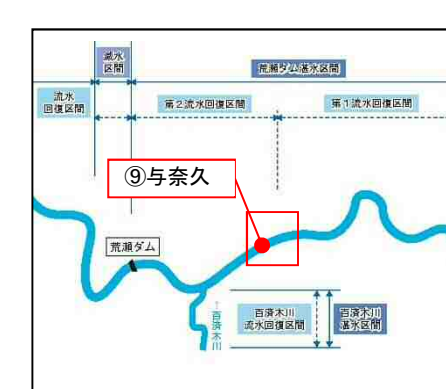 減水
区間
荒瀬ダム湛水区間
流水
回復区間
第2流水回復区間
第1流水回復区間
⑨与奈久
荒瀬ダム
↑百済木川
百済木川
流水回復区間
百済木川
湛水区間